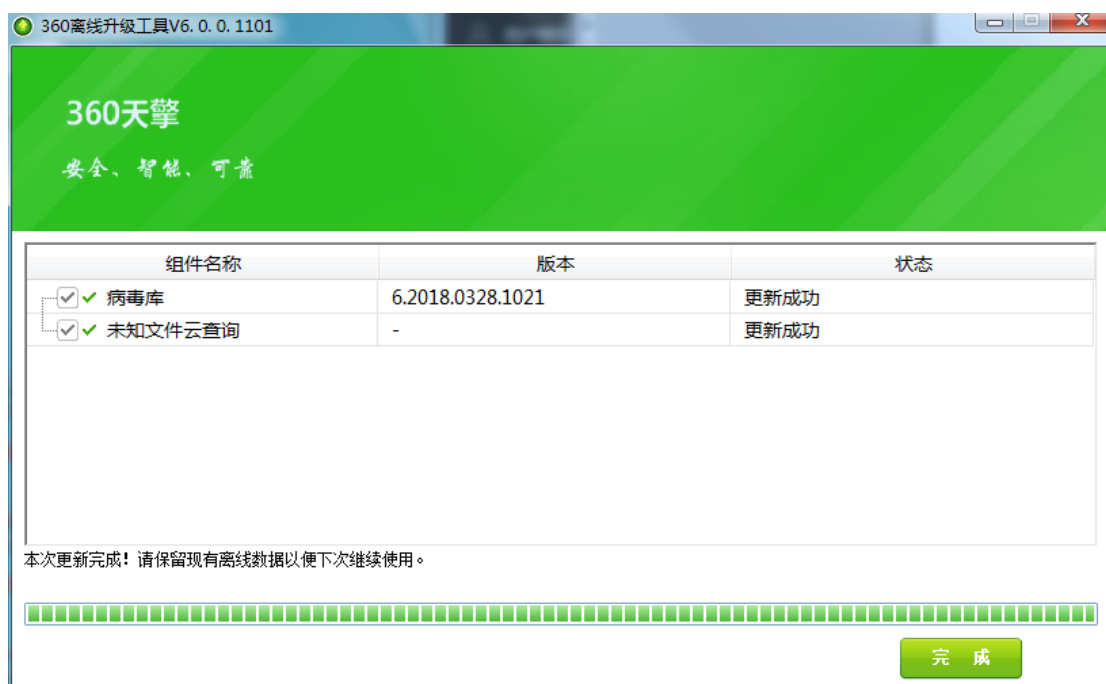 360离线升级工具V6.0.0.1101
360天擎
安全、智能、可靠
组件名称 版本 状态
病毒库 6.2018.0328.1021 更新成功
未知文件云查询 - 更新成功
本次更新完成！请保留现有离线数据以便下次继续使用。
完 成